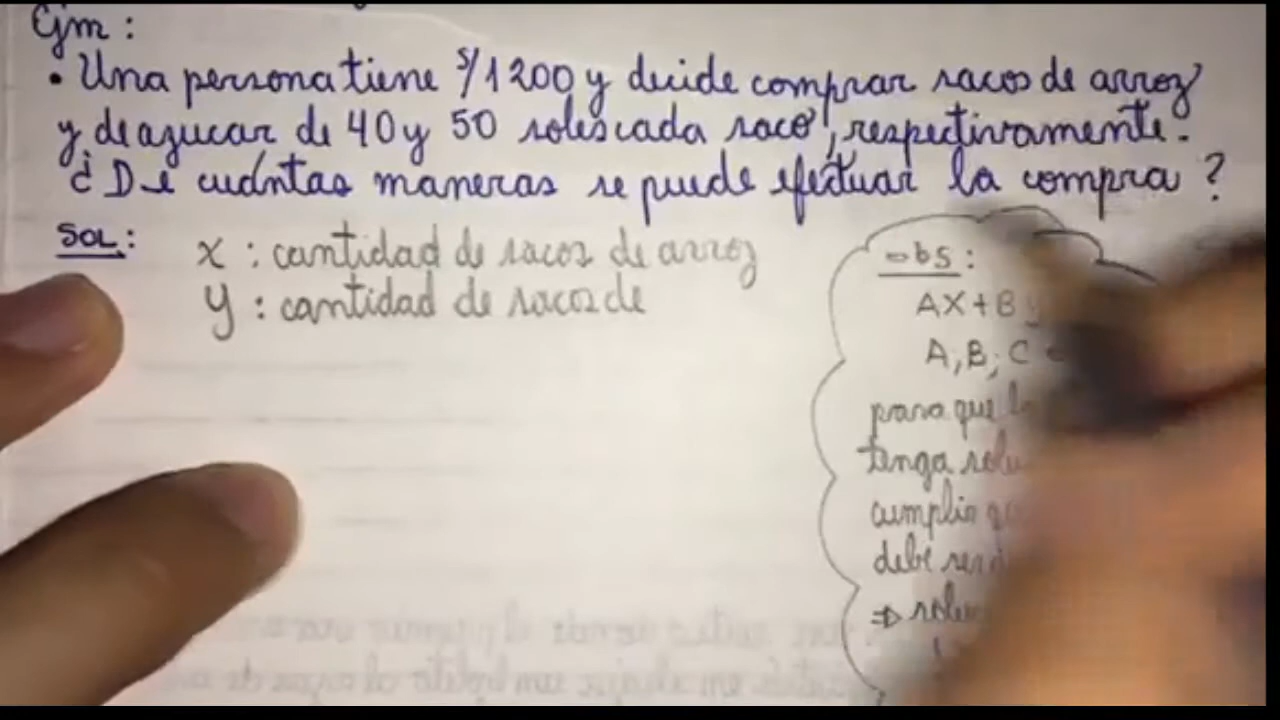 Ejm :
• Una persona tiene S/1200 y decide comprar sacos de arroz
y de azucar de 40 y 50 soles cada saco, respectivamente.
¿ De cuántas maneras se puede efectuar la compra ?
SOL :
x : cantidad de sacos de arroz
y : cantidad de sacos de
obs :
AX + B
A, B, C
para que
tenga
cumplir
debe
⇒